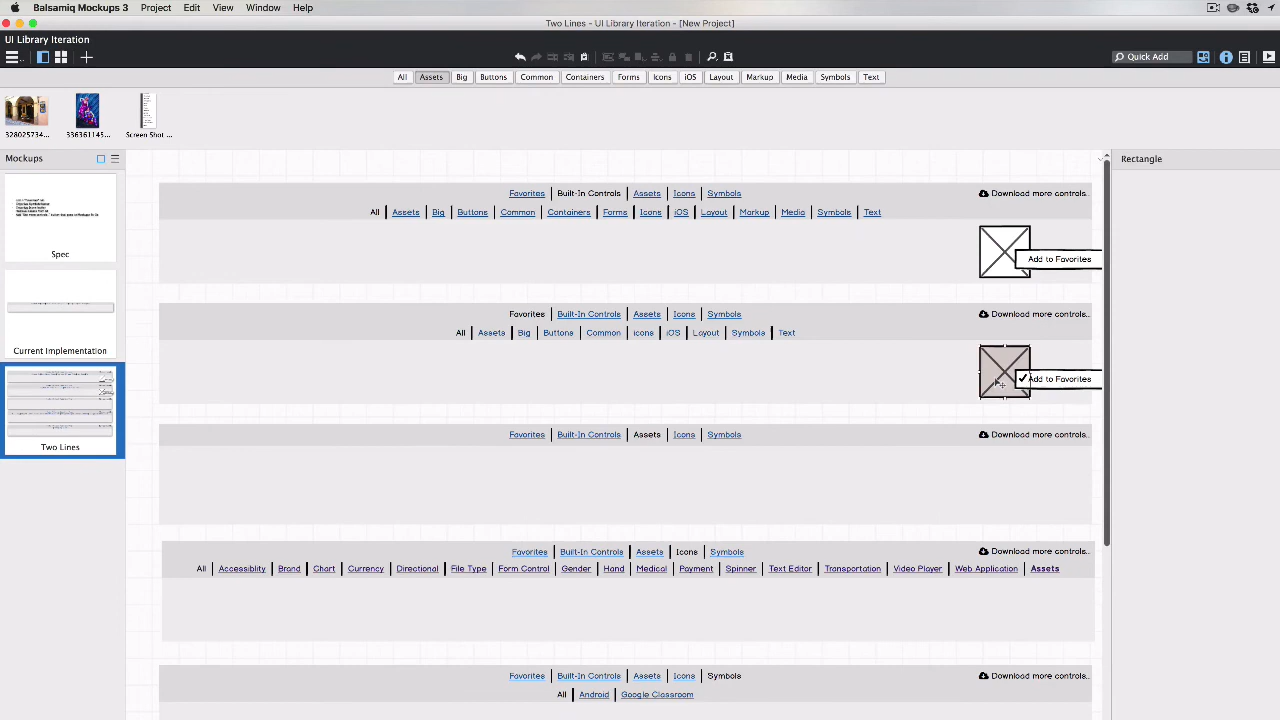 Balsamiq Mockups 3 Project Edit View Window Help
Two Lines - UI Library Iteration - [New Project]
UI Library Iteration
Quick Add
All Assets Big Buttons Common Containers Forms Icons iOS Layout Markup Media Symbols Text
328025734... 336361145... Screen Shot ...
Mockups
Rectangle
Spec
Current Implementation
Two Lines
Favorites Built-In Controls Assets Icons Symbols Download more controls...
All Assets Big Buttons Common Containers Forms Icons iOS Layout Markup Media Symbols Text
Add to Favorites
Favorites Built-In Controls Assets Icons Symbols Download more controls...
All Assets Big Buttons Common icons iOS Layout Symbols Text
Add to Favorites
Favorites Built-In Controls Assets Icons Symbols Download more controls...
Favorites Built-In Controls Assets Icons Symbols Download more controls...
All Accessiblity Brand Chart Currency Directional File Type Form Control Gender Hand Medical Payment Spinner Text Editor Transportation Video Player Web Application Assets
Favorites Built-In Controls Assets Icons Symbols Download more controls...
All Android Google Classroom